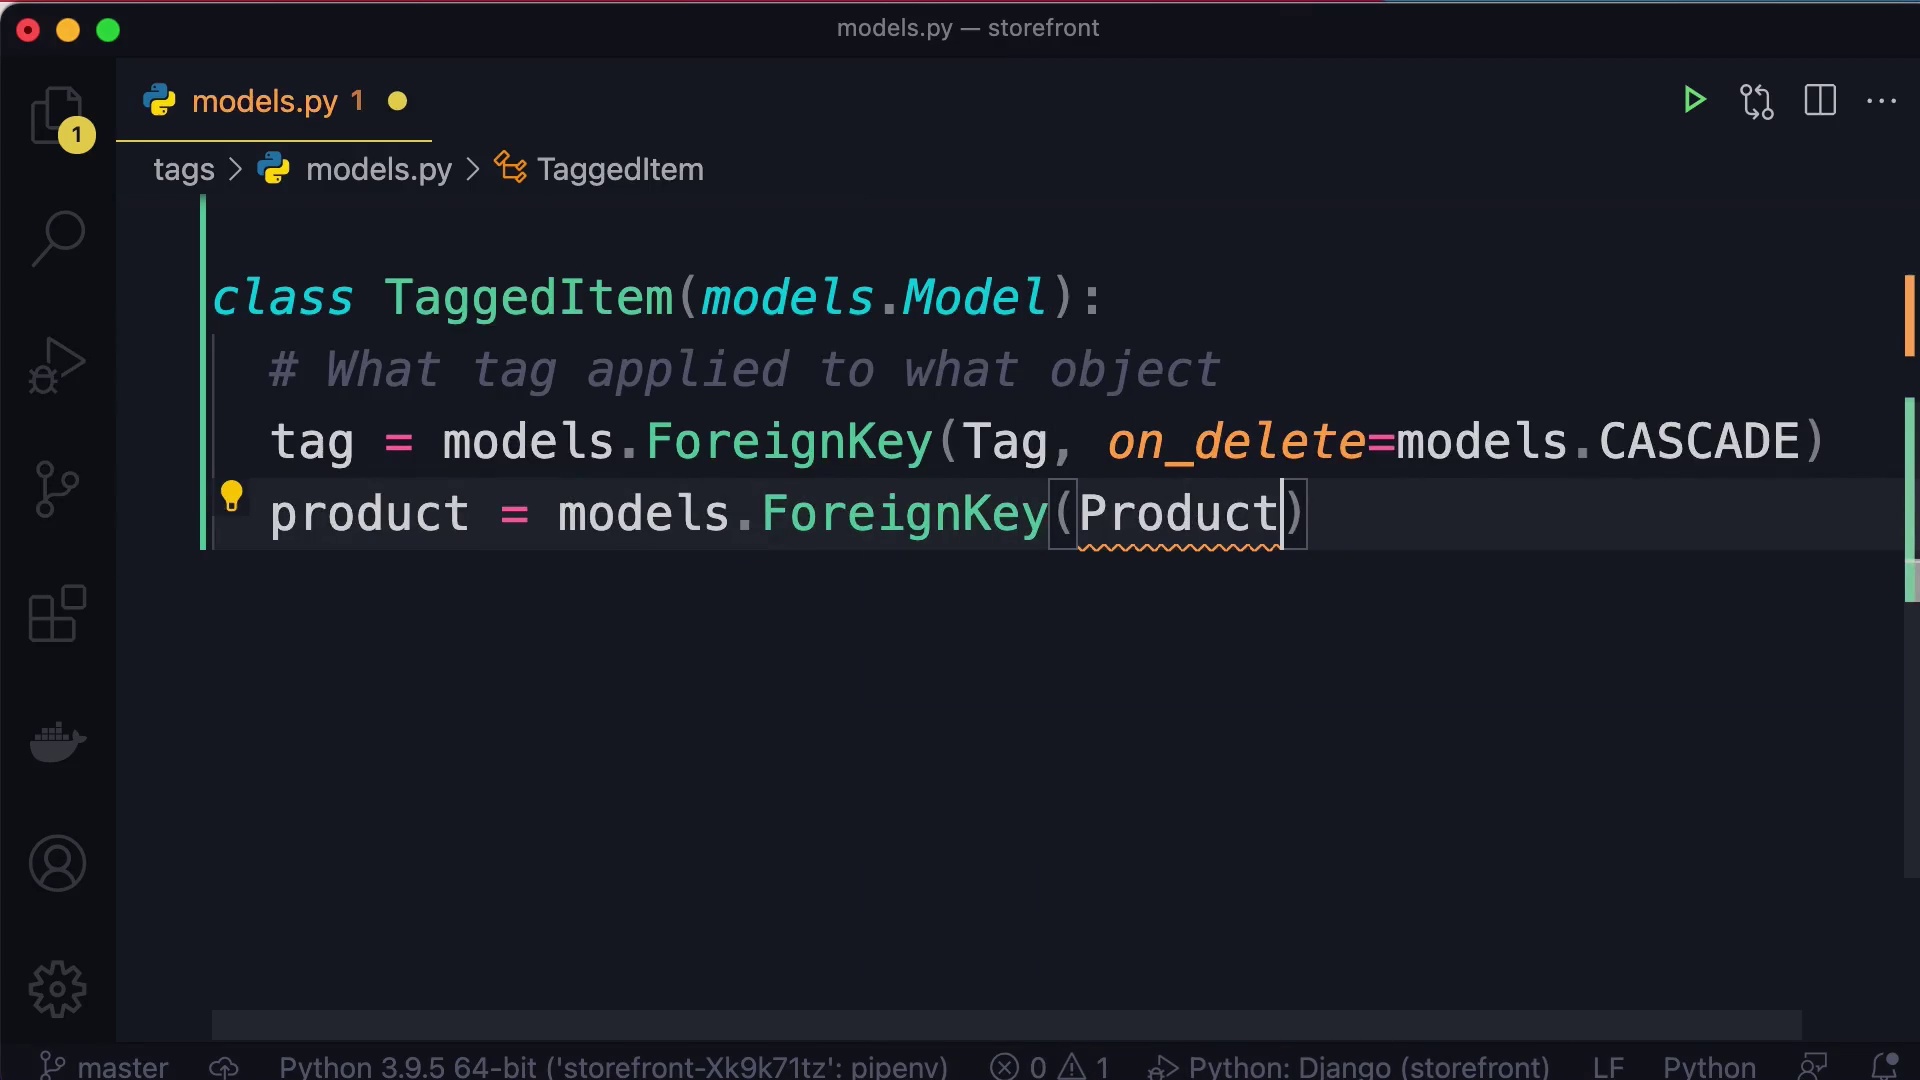 models.py — storefront
models.py 1
1
tags > models.py > TaggedItem
class TaggedItem(models.Model):
# What tag applied to what object
tag = models.ForeignKey(Tag, on_delete=models.CASCADE)
product = models.ForeignKey(Product)
master Python 3.9.5 64-bit ('storefront-Xk9k71tz': pipenv) 0 1 Python: Django (storefront) LF Python